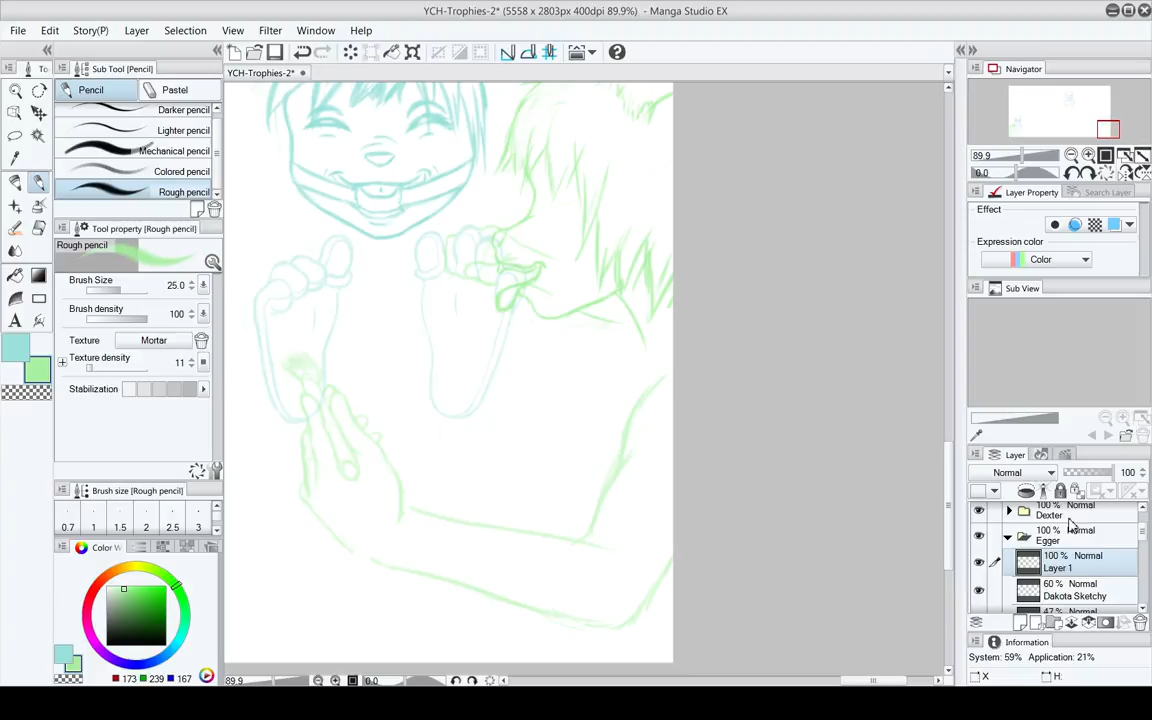 YCH-Trophies-2* (5558 x 2803px 400dpi 89.9%) - Manga Studio EX
File Edit Story(P) Layer Selection View Filter Window Help
To
Sub Tool [Pencil]
YCH-Trophies-2*
Navigator
Pencil
Pastel
Darker pencil
Lighter pencil
Mechanical pencil
Colored pencil
Rough pencil
89.9
0.0
Tool property [Rough pencil]
Rough pencil
Layer Property
Search Layer
Effect
Expression color
Color
Brush Size 25.0
Brush density 100
Sub View
Texture Mortar
Texture density 11
Stabilization
Layer
Normal 100
Brush size [Rough pencil]
0.7 1 1.5 2 2.5 3
100 % Normal
Dexter
100 % Normal
Egger
100 % Normal
Layer 1
60 % Normal
Dakota Sketchy
47 % Normal
Color W
Information
System: 59% Application: 21%
X H:
173 239 167
89.9 0.0